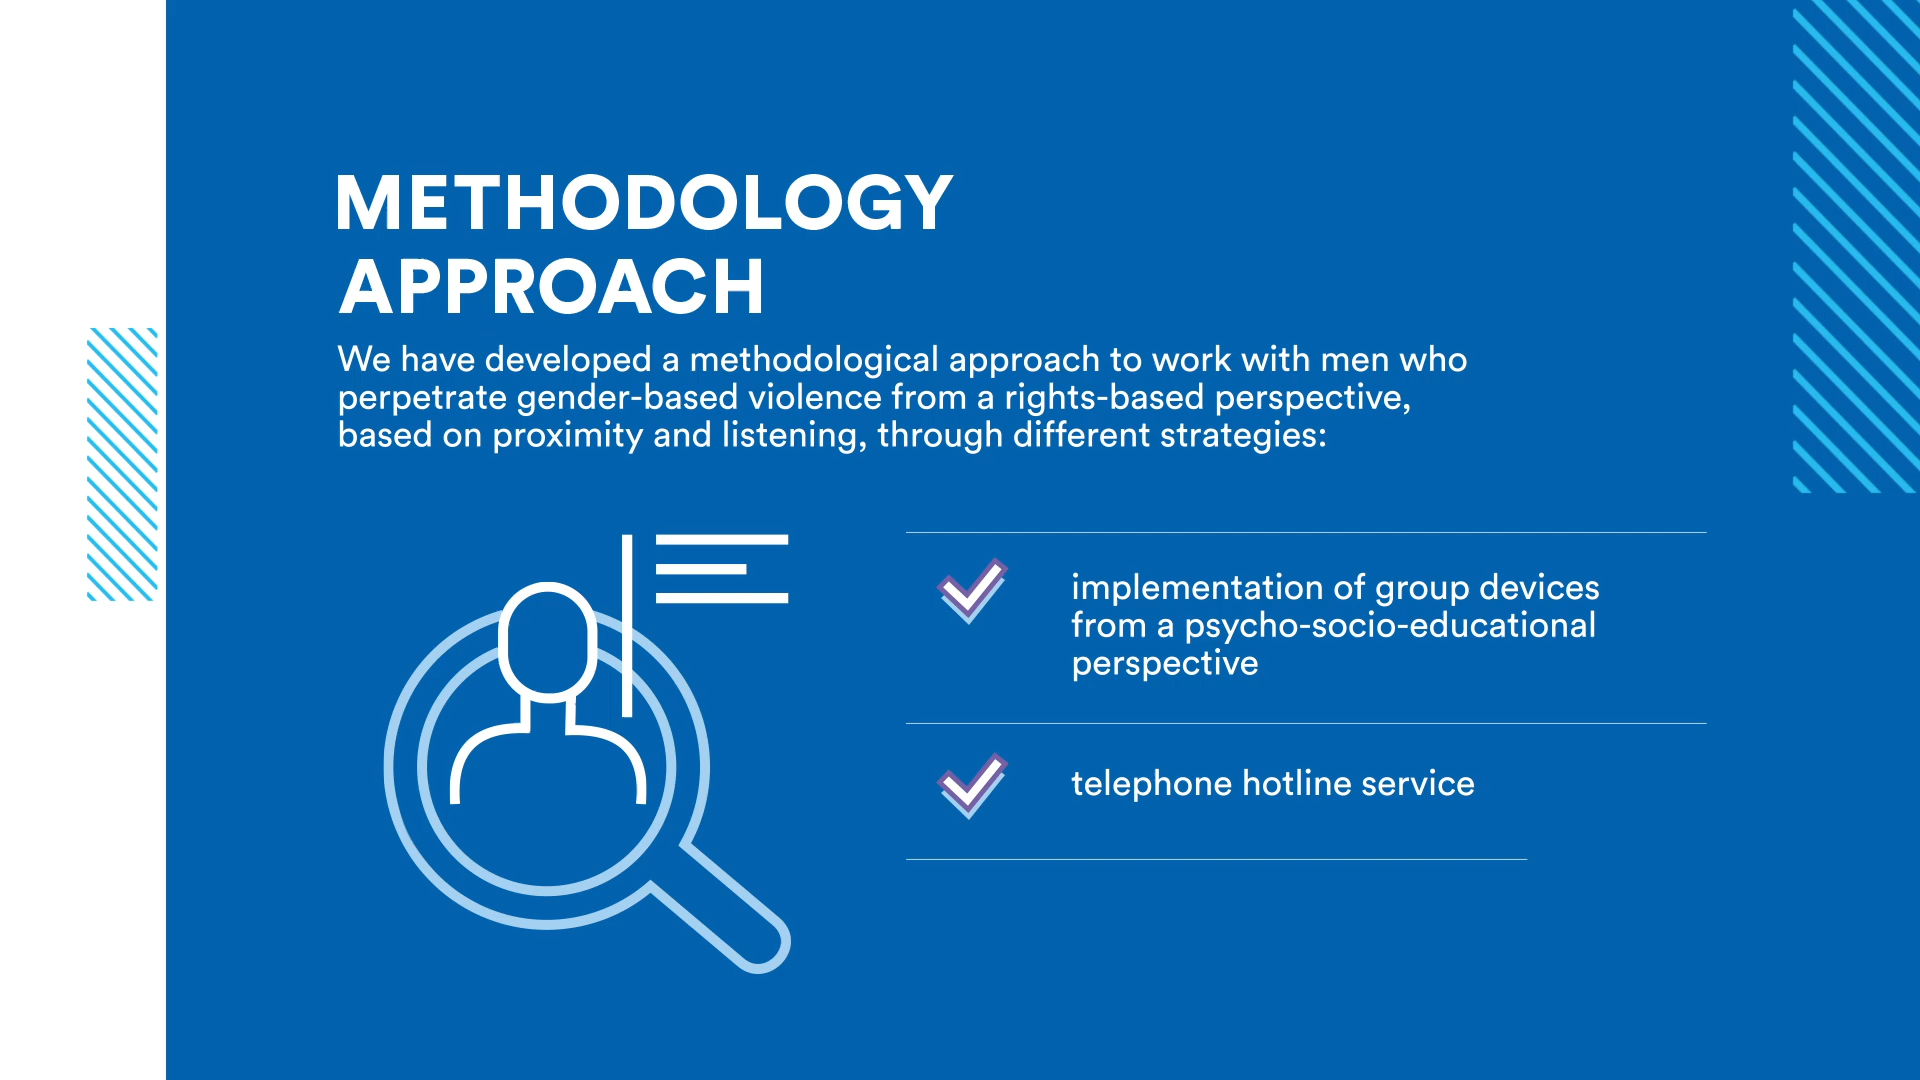 METHODOLOGY
APPROACH
We have developed a methodological approach to work with men who
perpetrate gender-based violence from a rights-based perspective,
based on proximity and listening, through different strategies:
implementation of group devices
from a psycho-socio-educational
perspective
telephone hotline service